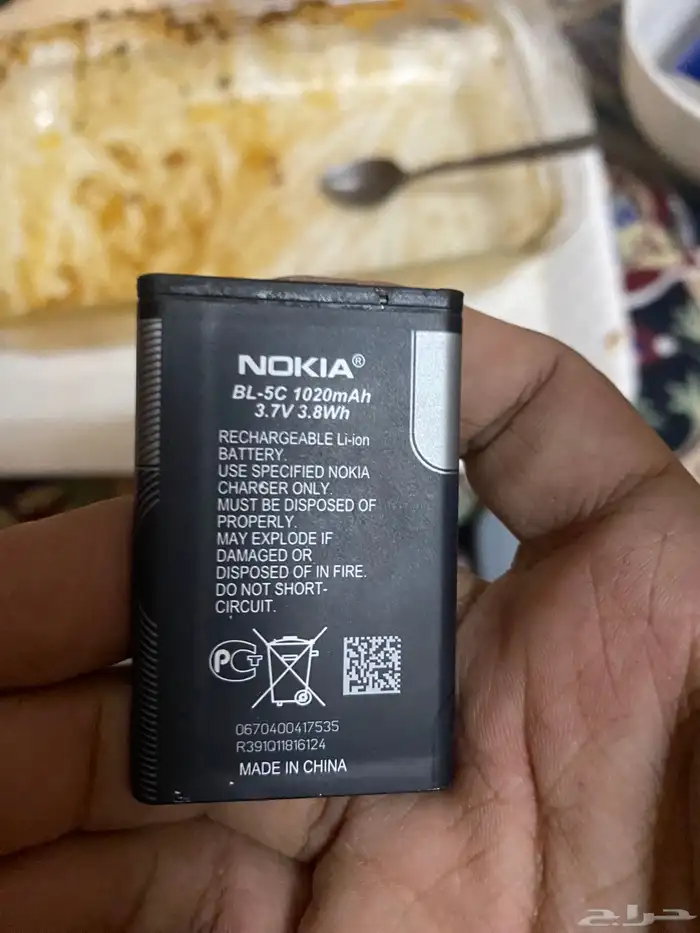 NOKIA®
BL-5C 1020mAh
3.7V 3.8Wh
RECHARGEABLE Li-ion
BATTERY.
USE SPECIFIED NOKIA
CHARGER ONLY.
MUST BE DISPOSED OF
PROPERLY.
MAY EXPLODE IF
DAMAGED OR
DISPOSED OF IN FIRE.
DO NOT SHORT-
CIRCUIT.
0670400417535
R391Q11816124
MADE IN CHINA
حراج